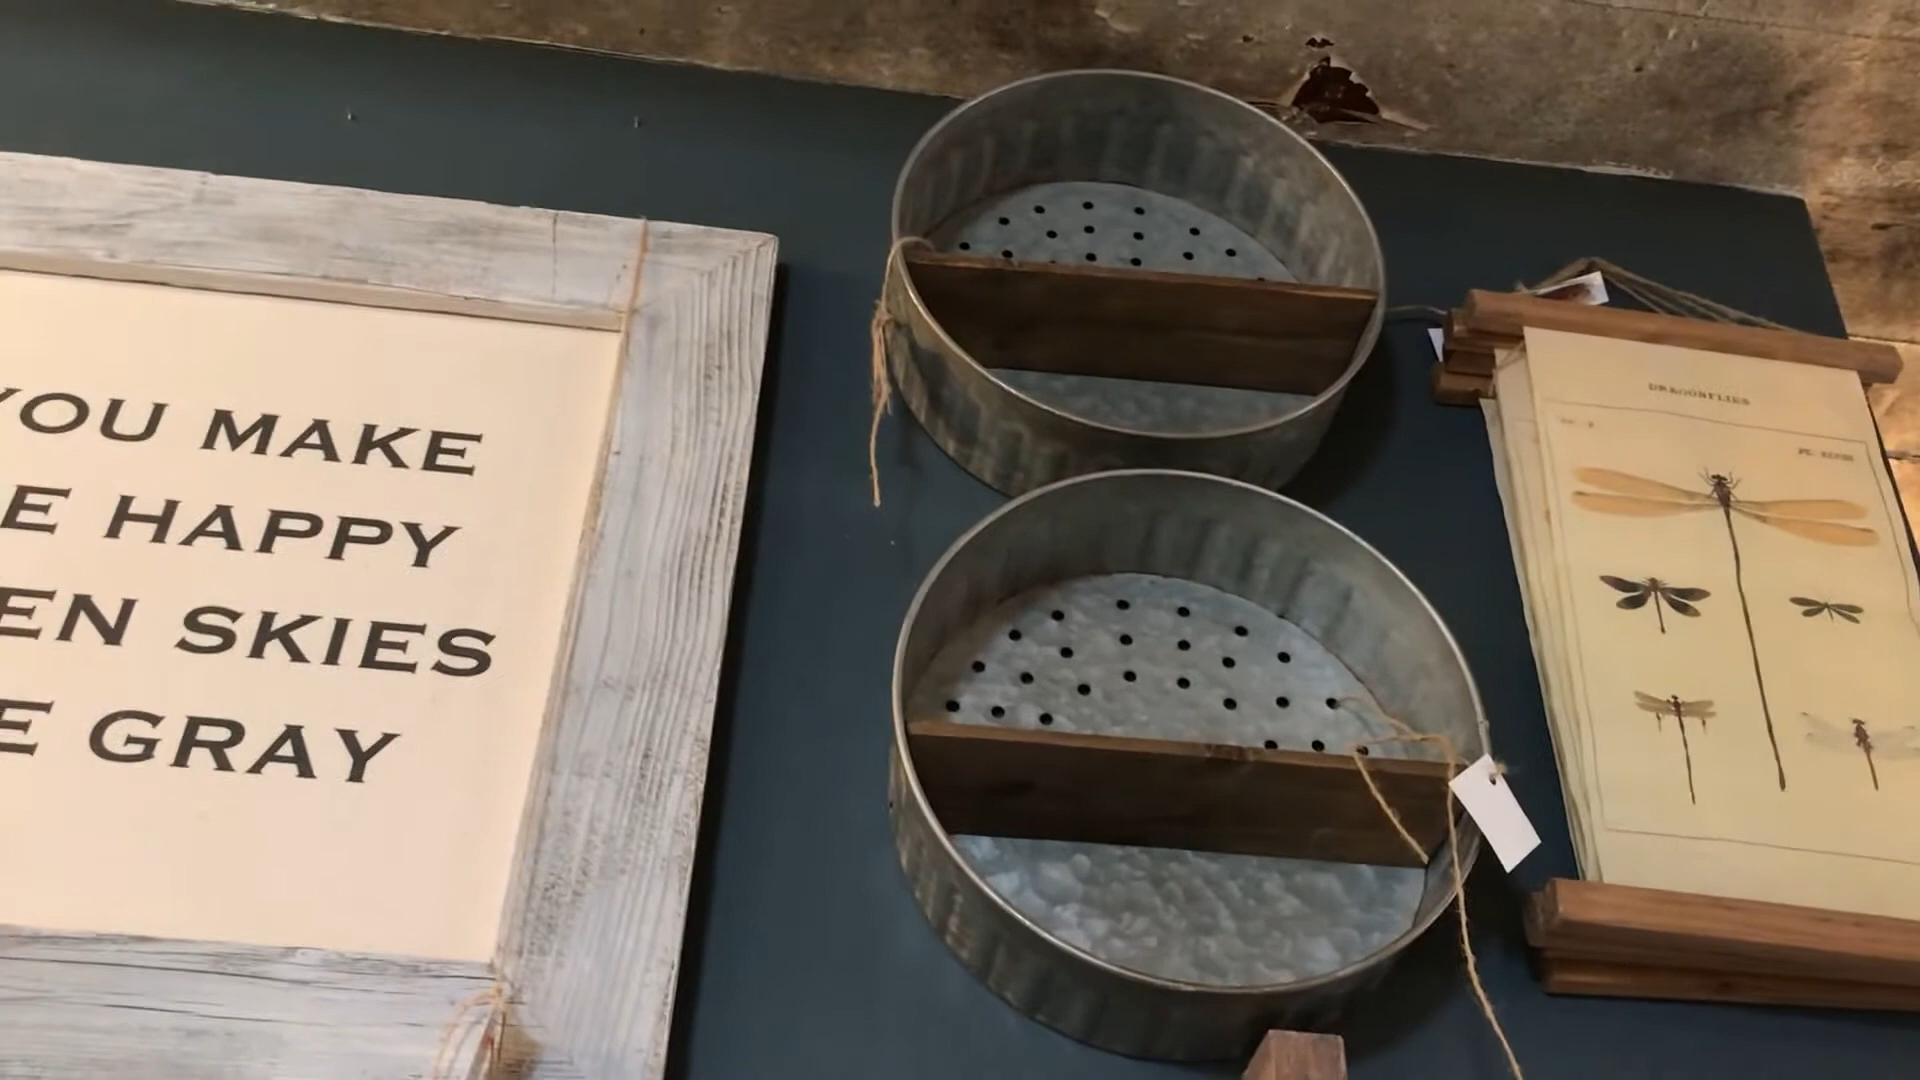 YOU MAKE
E HAPPY
EN SKIES
E GRAY
DRAGONFLIES